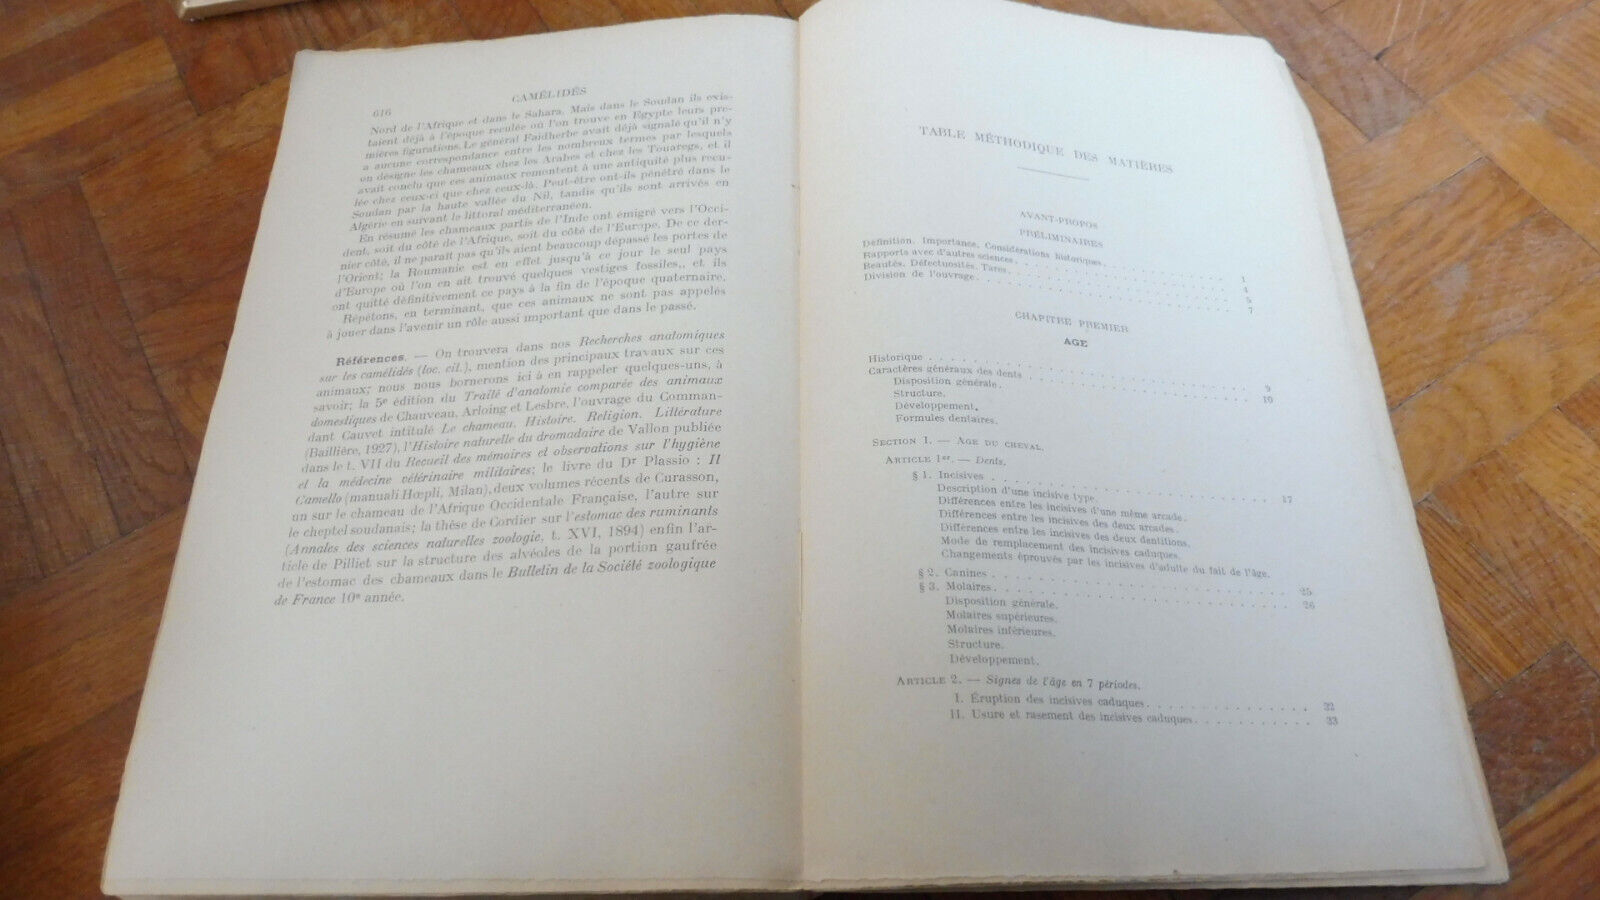 616
CAMÉLIDÉS
Nord de l'Afrique et dans le Sahara. Mais dans le Soudan ils exis-
taient déjà à l'époque reculée où l'on trouve en Egypte leurs pre-
mières figurations. Le général Faidherbe avait déjà signalé qu'il n'y
a aucune correspondance entre les nombreux termes par lesquels
on désigne les chameaux chez les Arabes et chez les Touaregs, et il
avait conclu que ces animaux remontent à une antiquité plus recu-
lée chez ceux-ci que chez ceux-là. Peut-être ont-ils pénétré dans le
Soudan par la haute vallée du Nil, tandis qu'ils sont arrivés en
Algérie en suivant le littoral méditerranéen.
En résumé les chameaux partis de l'Inde ont émigré vers l'Occi-
dent, soit du côté de l'Afrique, soit du côté de l'Europe. De ce der-
nier côté, il ne paraît pas qu'ils aient beaucoup dépassé les portes de
l'Orient; la Roumanie est en effet jusqu'à ce jour le seul pays
d'Europe où l'on en ait trouvé quelques vestiges fossiles,, et ils
ont quitté définitivement ce pays à la fin de l'époque quaternaire.
Répétons, en terminant, que ces animaux ne sont pas appelés
à jouer dans l'avenir un rôle aussi important que dans le passé.
Références. — On trouvera dans nos Recherches anatomiques
sur les camélidés (loc. cit.), mention des principaux travaux sur ces
animaux; nous nous bornerons ici à en rappeler quelques-uns, à
savoir; la 5e édition du Traité d'anatomie comparée des animaux
domestiques de Chauveau, Arloing et Lesbre, l'ouvrage du Comman-
dant Cauvet intitulé Le chameau. Histoire. Religion. Littérature
(Baillière, 1927), l'Histoire naturelle du dromadaire de Vallon publiée
dans le t. VII du Recueil des mémoires et observations sur l'hygiène
et la médecine vétérinaire militaires; le livre du Dr Plassio : Il
Camello (manuali Hœpli, Milan), deux volumes récents de Curasson,
un sur le chameau de l'Afrique Occidentale Française, l'autre sur
le cheptel soudanais; la thèse de Cordier sur l'estomac des ruminants
(Annales des sciences naturelles zoologie, t. XVI, 1894) enfin l'ar-
ticle de Pilliet sur la structure des alvéoles de la portion gaufrée
de l'estomac des chameaux dans le Bulletin de la Société zoologique
de France 10e année.
TABLE MÉTHODIQUE DES MATIÈRES
AVANT-PROPOS
PRÉLIMINAIRES
Définition. Importance. Considérations historiques. 1
Rapports avec d'autres sciences. 4
Beautés. Défectuosités. Tares. 5
Division de l'ouvrage. 7
CHAPITRE PREMIER
AGE
Historique 9
Caractères généraux des dents 10
Disposition générale.
Structure.
Développement.
Formules dentaires.
SECTION I. — AGE DU CHEVAL.
ARTICLE 1er. — Dents.
§ 1. Incisives 17
Description d'une incisive type.
Différences entre les incisives d'une même arcade.
Différences entre les incisives des deux arcades.
Différences entre les incisives des deux dentitions.
Mode de remplacement des incisives caduques.
Changements éprouvés par les incisives d'adulte du fait de l'âge.
§ 2. Canines 25
§ 3. Molaires 26
Disposition générale.
Molaires supérieures.
Molaires inférieures.
Structure.
Développement.
ARTICLE 2. — Signes de l'âge en 7 périodes.
I. Éruption des incisives caduques 32
II. Usure et rasement des incisives caduques 33